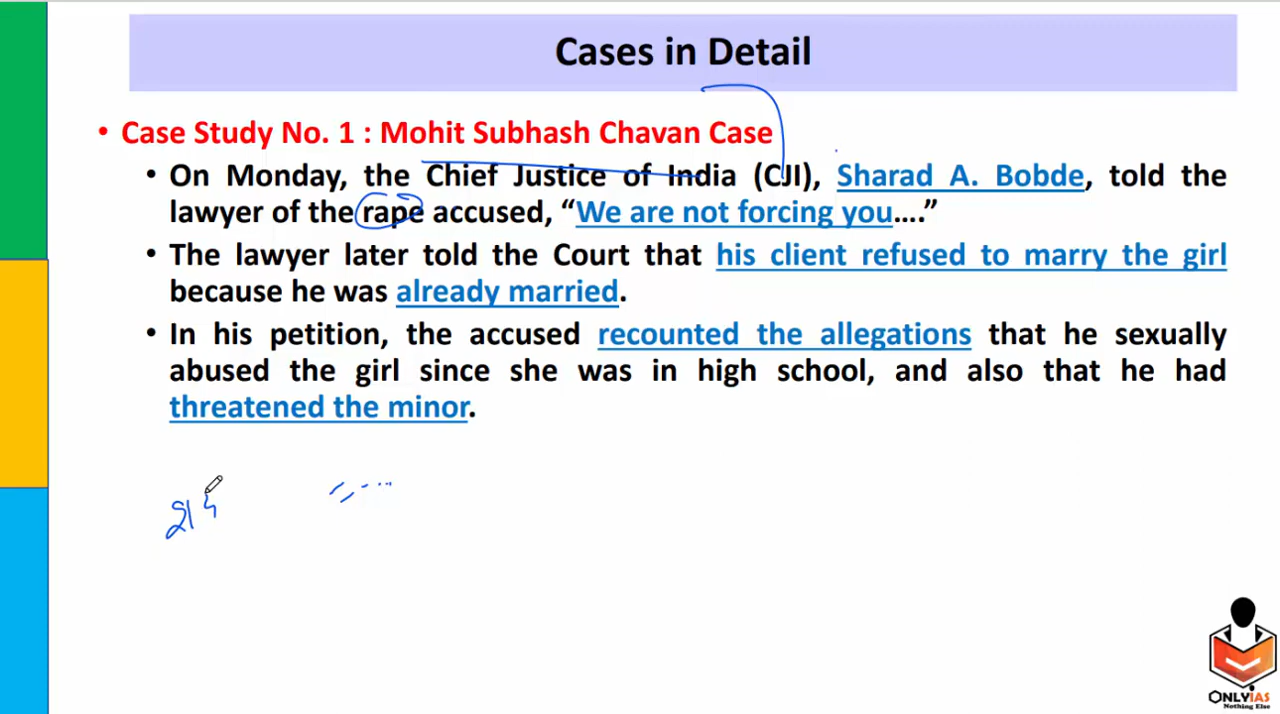 Cases in Detail
• Case Study No. 1 : Mohit Subhash Chavan Case
• On Monday, the Chief Justice of India (CJI), Sharad A. Bobde, told the
lawyer of the rape accused, “We are not forcing you....”
• The lawyer later told the Court that his client refused to marry the girl
because he was already married.
• In his petition, the accused recounted the allegations that he sexually
abused the girl since she was in high school, and also that he had
threatened the minor.
ONLYIAS
Nothing Else